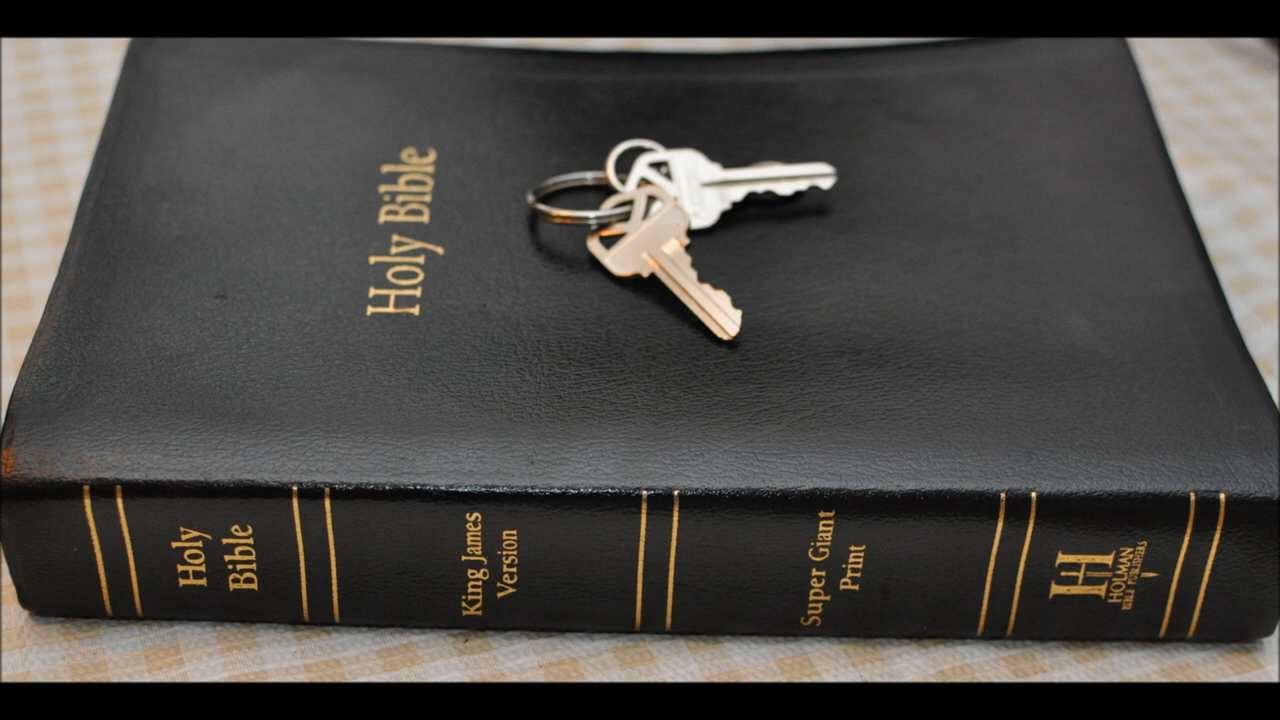 Holy Bible
Holy
Bible
King James
Version
Super Giant
Print
HOLMAN
BIBLE PUBLISHERS